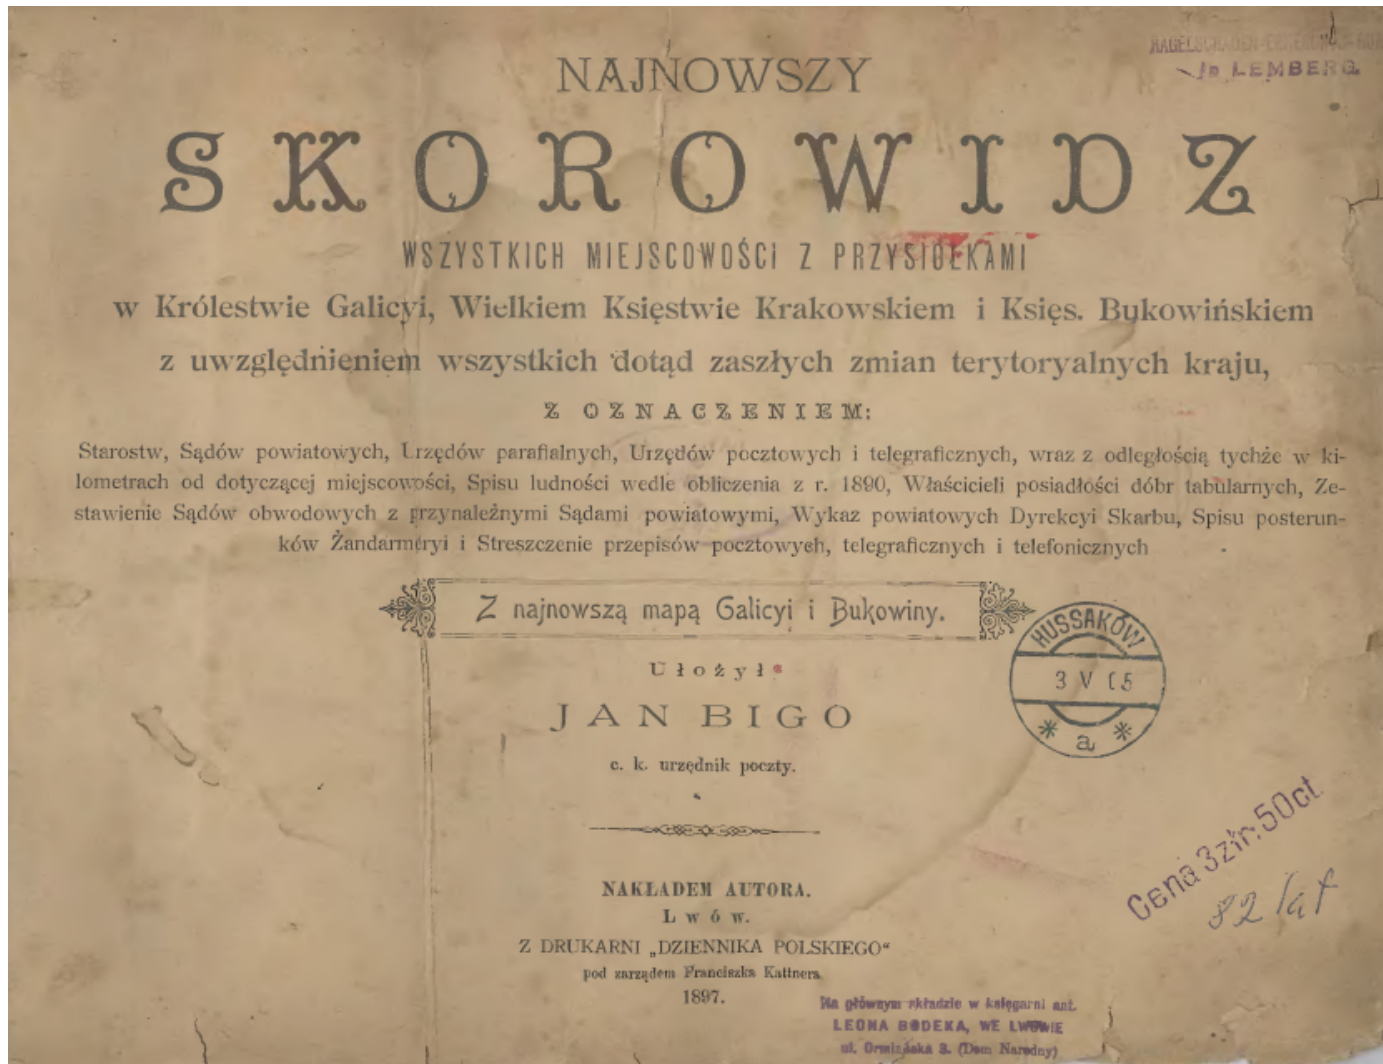 IN LEMBERG.
NAJNOWSZY
SKOROWIDZ
WSZYSTKICH MIEJSCOWOŚCI Z PRZYSIOŁKAMI
w Królestwie Galicyi, Wielkiem Księstwie Krakowskiem i Księs. Bukowińskiem
z uwzględnieniem wszystkich dotąd zaszłych zmian terytoryalnych kraju,
Z OZNACZENIEM:
Starostw, Sądów powiatowych, Urzędów parafialnych, Urzędów pocztowych i telegraficznych, wraz z odległością tychże w ki-
lometrach od dotyczącej miejscowości, Spisu ludności wedle obliczenia z r. 1890, Właścicieli posiadłości dóbr tabularnych, Ze-
stawienie Sądów obwodowych z przynależnymi Sądami powiatowymi, Wykaz powiatowych Dyrekcyi Skarbu, Spisu posterun-
ków Żandarmeryi i Streszczenie przepisów pocztowych, telegraficznych i telefonicznych
Z najnowszą mapą Galicyi i Bukowiny.
HUSSAKÓW
3 V 05
* a *
Ułożył
JAN BIGO
c. k. urzędnik poczty.
Cena 3 złr. 50 ct.
82 lat
NAKŁADEM AUTORA.
Lwów.
Z DRUKARNI „DZIENNIKA POLSKIEGO“
pod zarządem Franciszka Kattnera
1897.
Na głównym składzie w księgarni ant.
LEONA BODEKA, WE LWOWIE
ul. Ormiańska 3. (Dom Narodny)